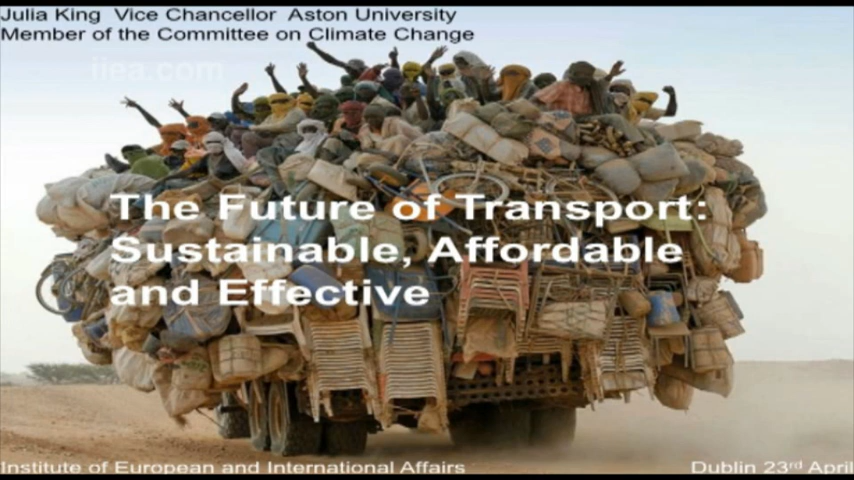 Julia King Vice Chancellor Aston University
Member of the Committee on Climate Change
iiea.com
The Future of Transport:
Sustainable, Affordable
and Effective
Institute of European and International Affairs
Dublin 23rd April